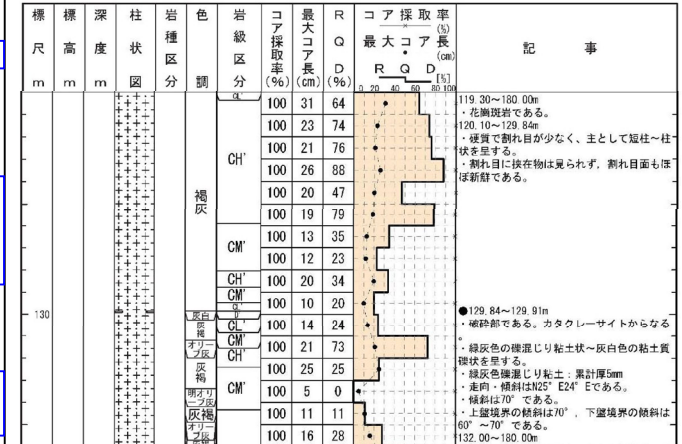 標尺 m
標高 m
深度 m
柱状図
岩種区分
色調
岩級区分
コア採取率(%)
最大コア長(cm)
RQD(%)
コア採取率(%)
最大コア長(cm)
RQD[%]
0 20 40 60 80 100
記事
100 31 64
100 23 74
100 21 76
100 26 88
100 20 47
100 19 79
100 13 35
100 12 23
100 20 34
100 10 20
100 14 24
100 21 73
100 25 25
100 5 0
100 11 11
100 16 28
130
褐灰
灰白
灰褐
オリーブ灰
灰褐
明オリーブ灰
灰褐
オリーブ灰
CH'
CM'
CH'
CM'
CL'
CM'
CH'
CM'
119.30~180.00m
・花崗斑岩である。
120.10~129.84m
・硬質で割れ目が少なく、主として短柱~柱
状を呈する。
・割れ目に挟在物は見られず、割れ目面もほ
ぼ新鮮である。
●129.84~129.91m
・破砕部である。カタクレーサイトからなる
。
・緑灰色の礫混じり粘土状~灰白色の粘土質
礫状を呈する。
・緑灰色礫混じり粘土:累計厚5mm
・走向・傾斜はN25°E24°Eである。
・傾斜は70°である。
・上盤境界の傾斜は70°, 下盤境界の傾斜は
60°~70°である。
132.00~180.00m